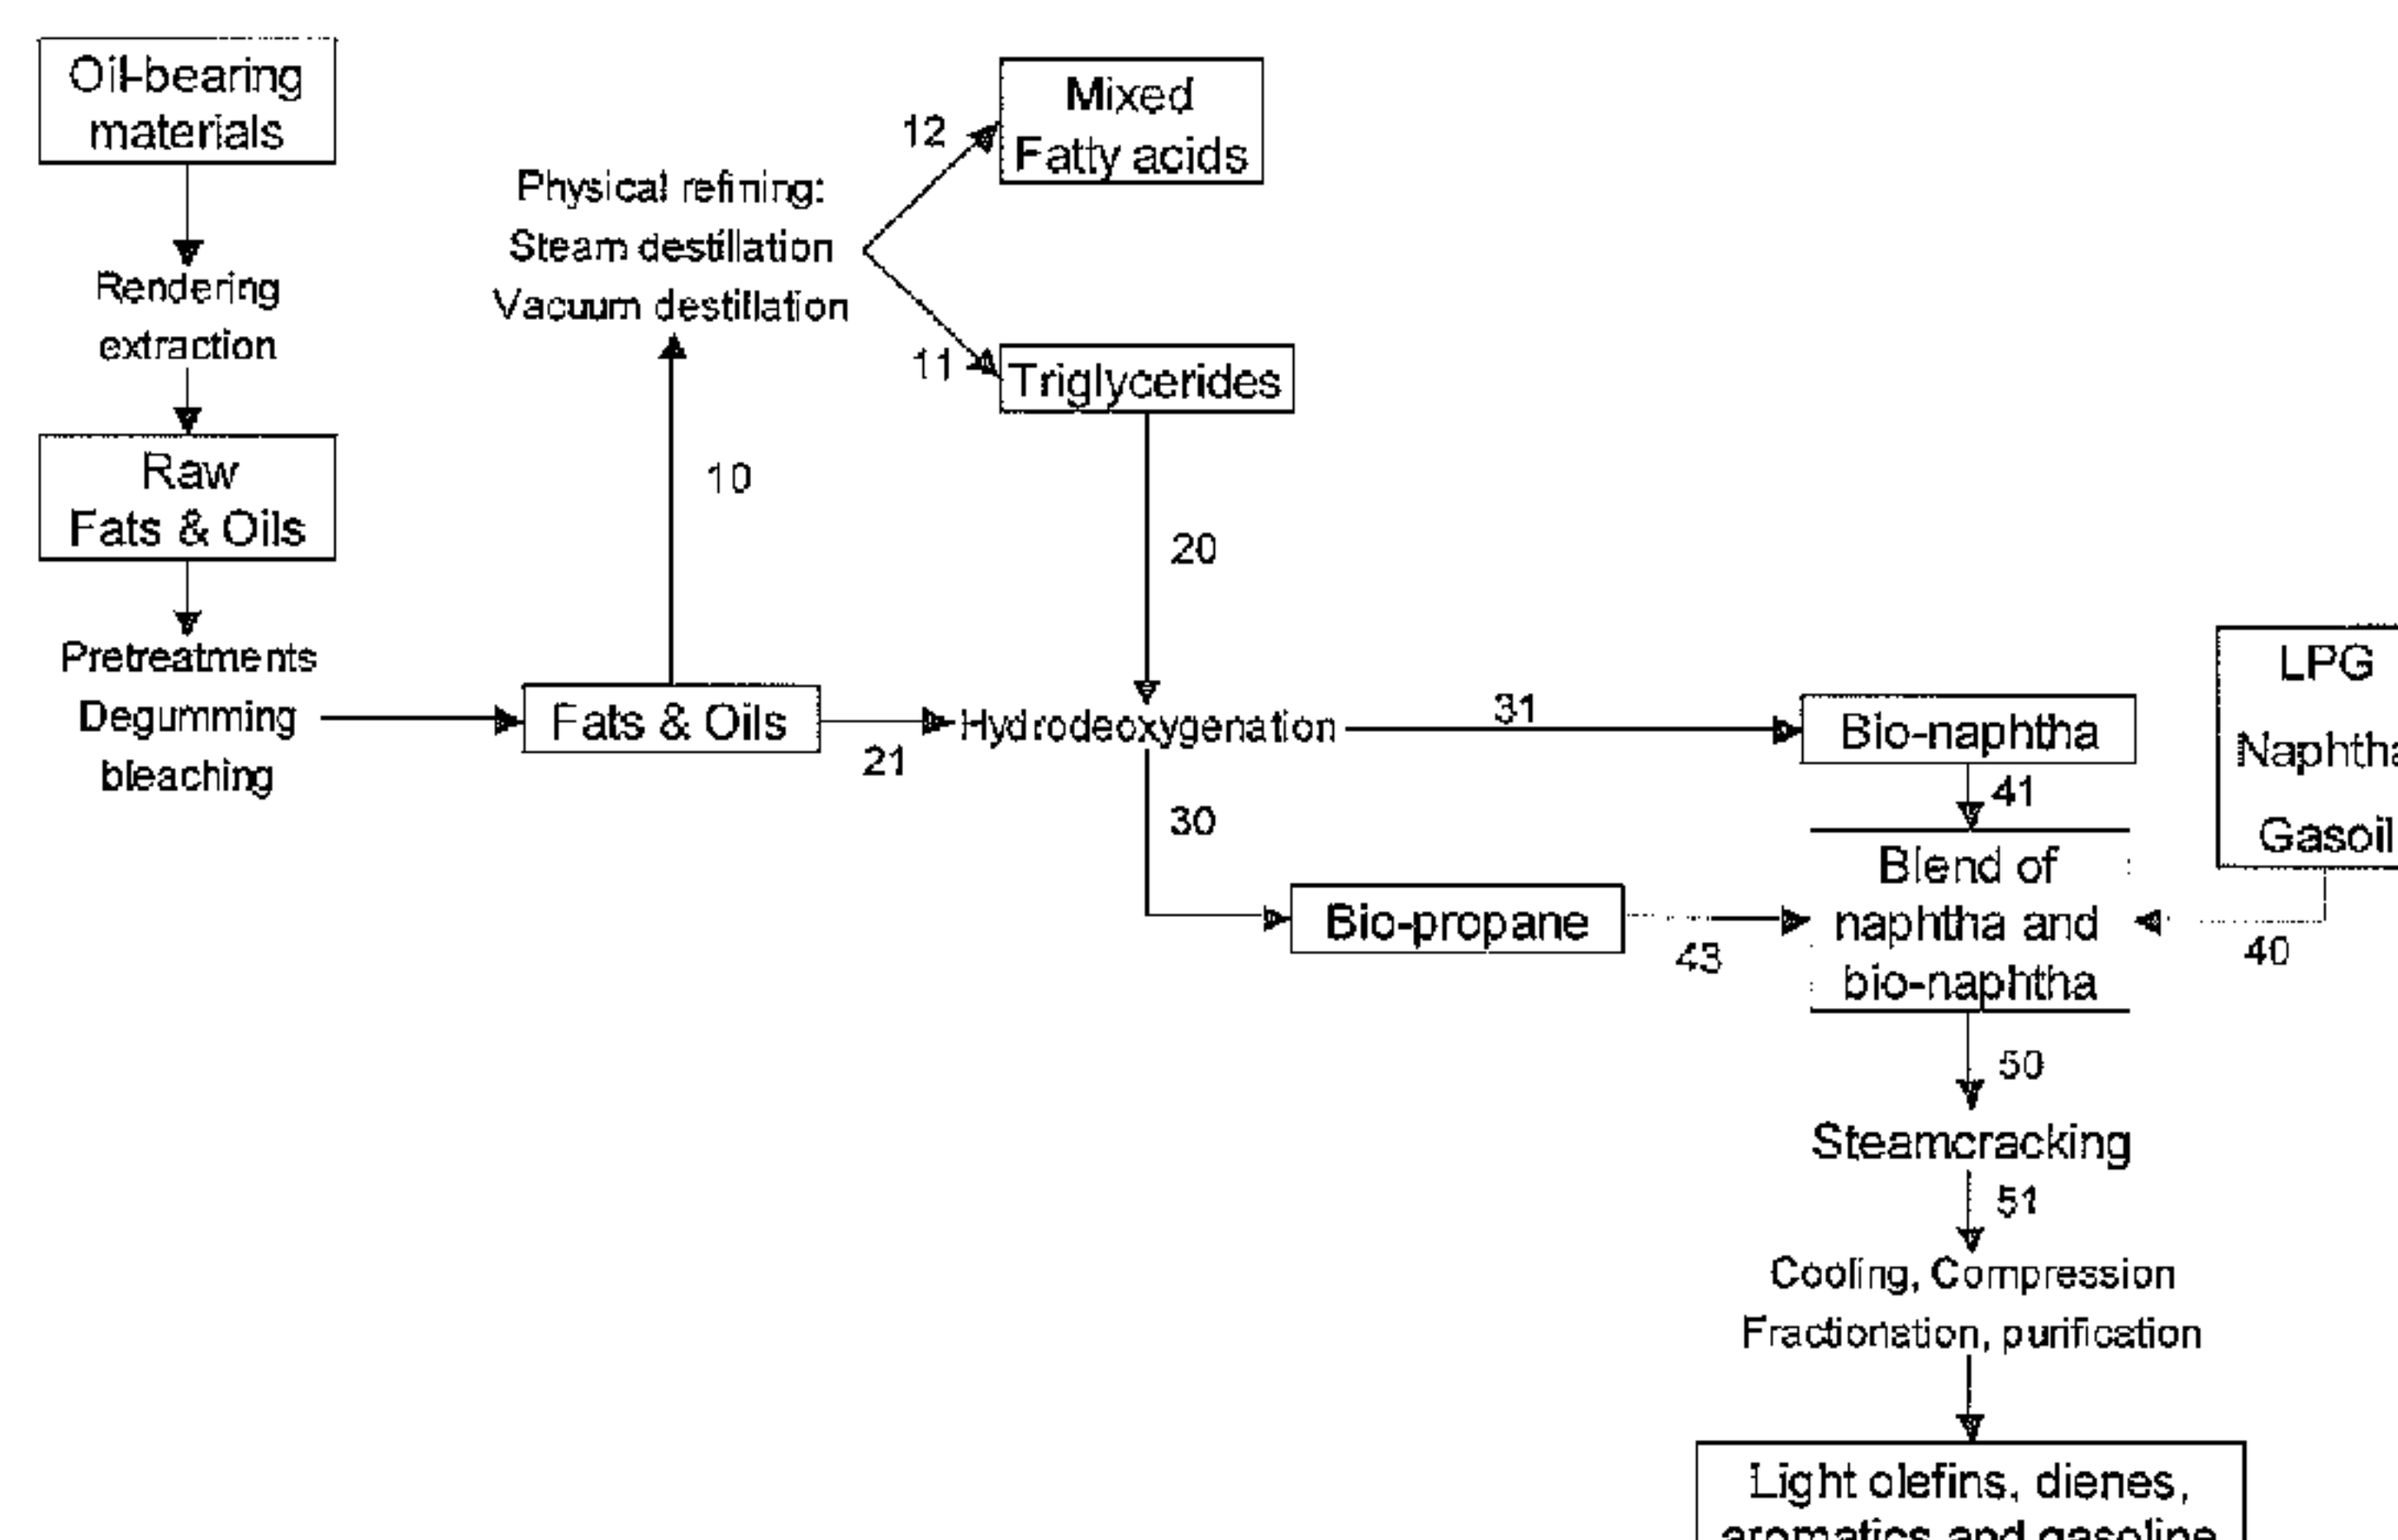 Oil-bearing
materials
Rendering
extraction
Raw
Fats & Oils
Pretreatments
Degumming
bleaching
Physical refining:
Steam destillation
Vacuum destillation
12
11
10
Mixed
Fatty acids
Triglycerides
20
Fats & Oils
21
Hydrodeoxygenation
31
30
Bio-naphtha
41
LPG
Naphtha
Gasoil
Bio-propane
43
Blend of
naphtha and
bio-naphtha
40
50
Steamcracking
51
Cooling, Compression
Fractionation, purification
Light olefins, dienes,
aromatics and gasoline